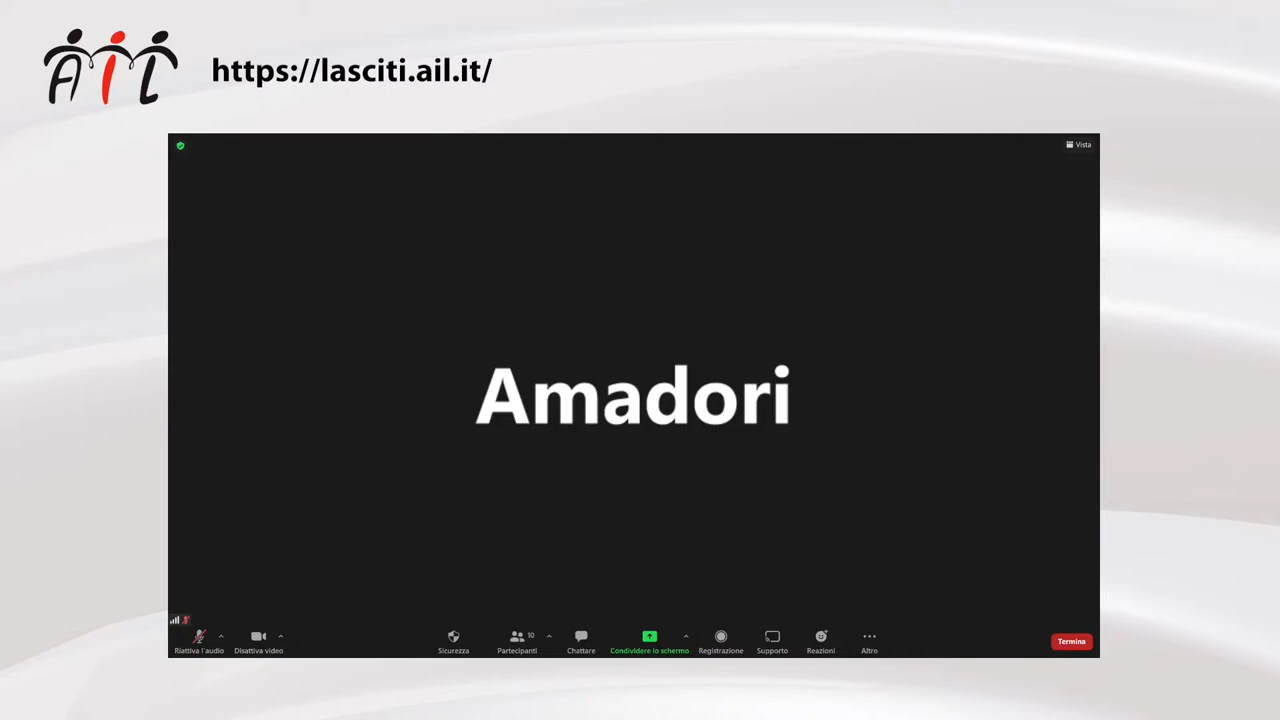 AIL
https://lasciti.ail.it/
Vista
Amadori
Riattiva l'audio
Disattiva video
Sicurezza
10
Partecipanti
Chattare
Condividere lo schermo
Registrazione
Supporto
Reazioni
Altro
Termina